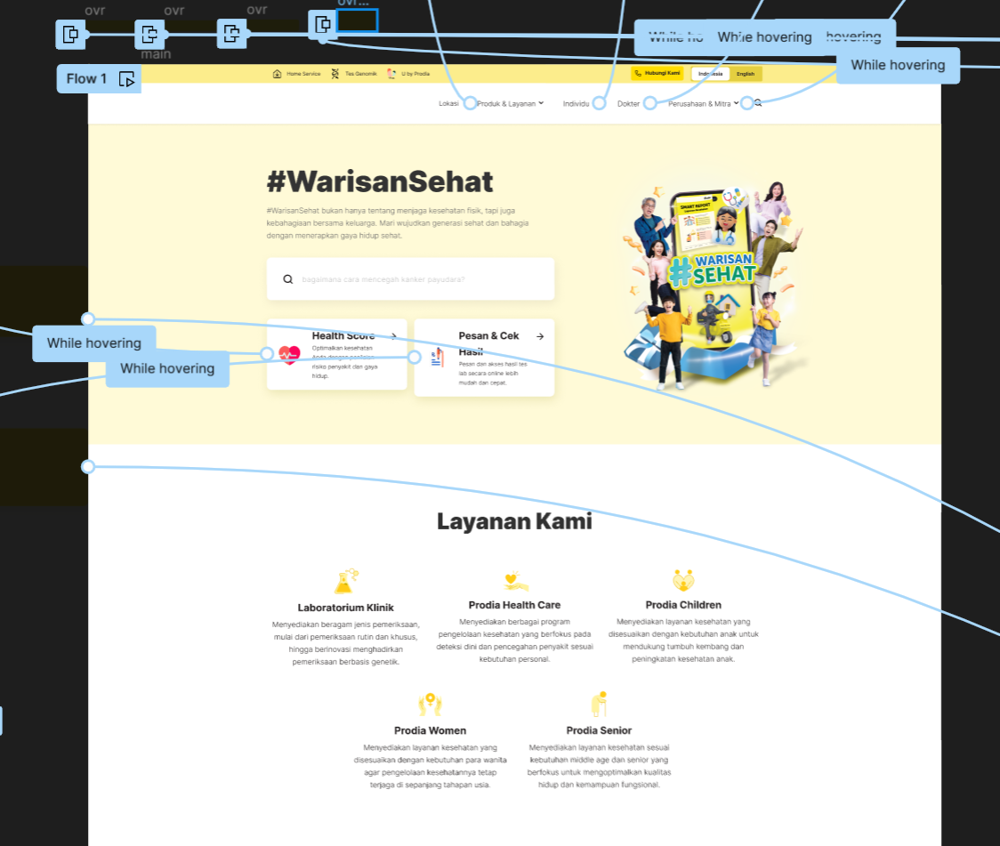 ovr
ovr
ovr
ovr...
main
While hovering
hovering
While hovering
Flow 1
Home Service
Tes Genomik
U by Prodia
Hubungi Kami
Indonesia
English
Lokasi
Produk & Layanan
Individu
Dokter
Perusahaan & Mitra
#WarisanSehat
#WarisanSehat bukan hanya tentang menjaga kesehatan fisik, tapi juga
kebahagiaan bersama keluarga. Mari wujudkan generasi sehat dan bahagia
dengan menerapkan gaya hidup sehat.
SMART REPORT
#WARISAN
SEHAT
bagaimana cara mencegah kanker payudara?
While hovering
While hovering
Health Score
Optimalkan kesehatan
Anda dengan penilaian
risiko penyakit dan gaya
hidup.
Pesan & Cek
Hasil
Pesan dan akses hasil tes
lab secara online lebih
mudah dan cepat.
Layanan Kami
Laboratorium Klinik
Menyediakan beragam jenis pemeriksaan,
mulai dari pemeriksaan rutin dan khusus,
hingga berinovasi menghadirkan
pemeriksaan berbasis genetik.
Prodia Health Care
Menyediakan berbagai program
pengelolaan kesehatan yang berfokus pada
deteksi dini dan pencegahan penyakit sesuai
kebutuhan personal.
Prodia Children
Menyediakan layanan kesehatan yang
disesuaikan dengan kebutuhan anak untuk
mendukung tumbuh kembang dan
peningkatan kesehatan anak.
Prodia Women
Menyediakan layanan kesehatan yang
disesuaikan dengan kebutuhan para wanita
agar pengelolaan kesehatannya tetap
terjaga di sepanjang tahapan usia.
Prodia Senior
Menyediakan layanan kesehatan sesuai
kebutuhan middle age dan senior yang
berfokus untuk mengoptimalkan kualitas
hidup dan kemampuan fungsional.